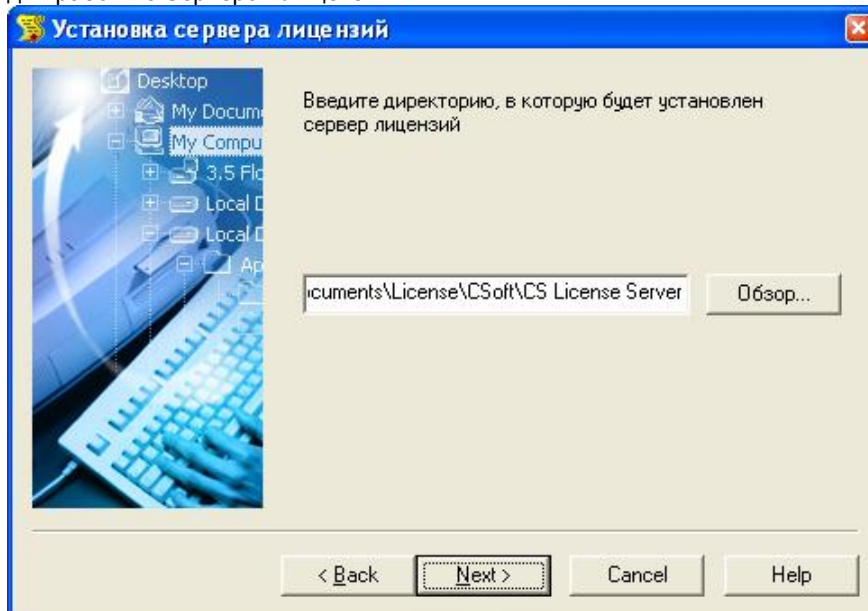 Установка сервера лицензий
Desktop
My Docum
My Compu
3.5 Flo
Local D
Local D
Ap
Введите директорию, в которую будет установлен
сервер лицензий
cuments\License\CSoft\CS License Server
Обзор...
< Back
Next >
Cancel
Help